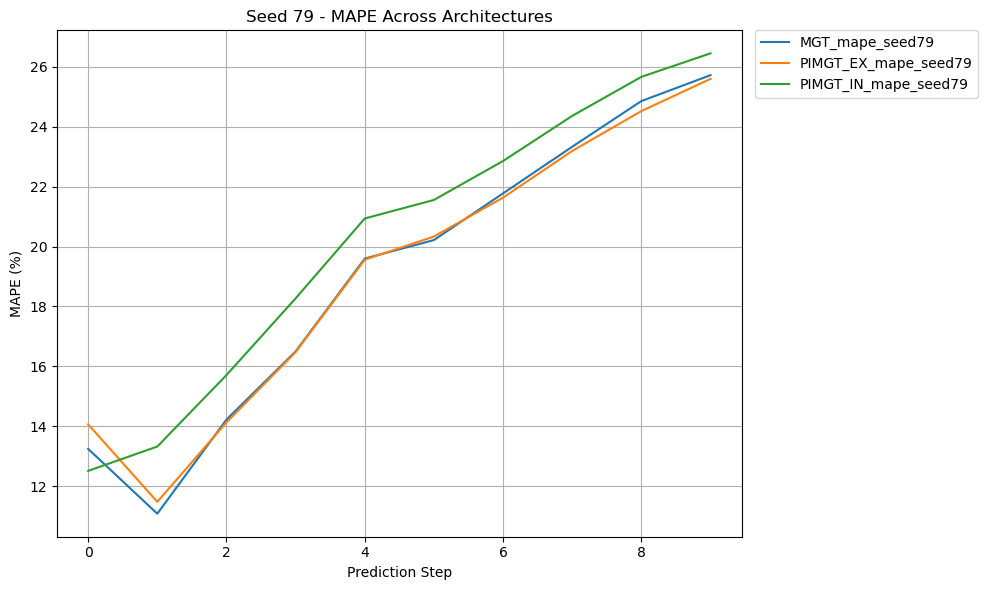 Seed 79 - MAPE Across Architectures
MGT_mape_seed79
PIMGT_EX_mape_seed79
PIMGT_IN_mape_seed79
MAPE (%)
26
24
22
20
18
16
14
12
0 2 4 6 8
Prediction Step